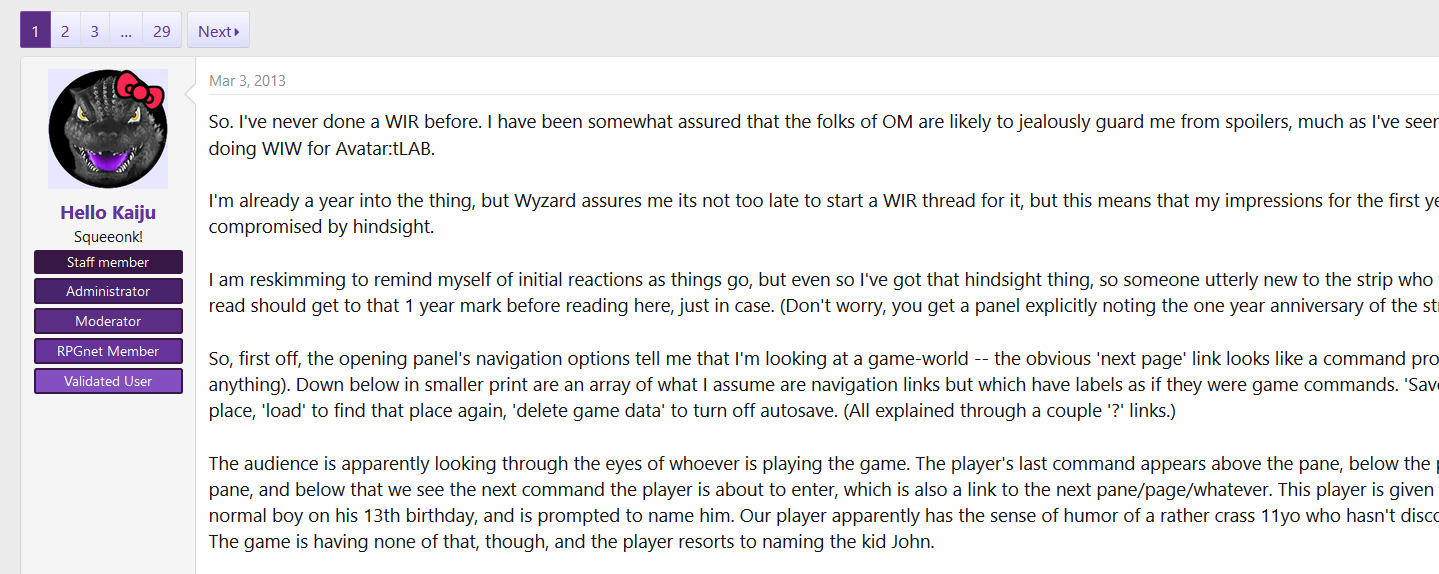 1 2 3 ... 29 Next
Mar 3, 2013
Hello Kaiju
Squeeonk!
Staff member
Administrator
Moderator
RPGnet Member
Validated User
So. I've never done a WIR before. I have been somewhat assured that the folks of OM are likely to jealously guard me from spoilers, much as I've seen
doing WIW for Avatar:tLAB.
I'm already a year into the thing, but Wyzard assures me its not too late to start a WIR thread for it, but this means that my impressions for the first
compromised by hindsight.
I am reskimming to remind myself of initial reactions as things go, but even so I've got that hindsight thing, so someone utterly new to the strip who
read should get to that 1 year mark before reading here, just in case. (Don't worry, you get a panel explicitly noting the one year anniversary of the
So, first off, the opening panel's navigation options tell me that I'm looking at a game-world -- the obvious 'next page' link looks like a command
anything). Down below in smaller print are an array of what I assume are navigation links but which have labels as if they were game commands.
place, 'load' to find that place again, 'delete game data' to turn off autosave. (All explained through a couple '?' links.)
The audience is apparently looking through the eyes of whoever is playing the game. The player's last command appears above the pane, below the
pane, and below that we see the next command the player is about to enter, which is also a link to the next pane/page/whatever. This player is given
normal boy on his 13th birthday, and is prompted to name him. Our player apparently has the sense of humor of a rather crass 11yo who hasn't
The game is having none of that, though, and the player resorts to naming the kid John.